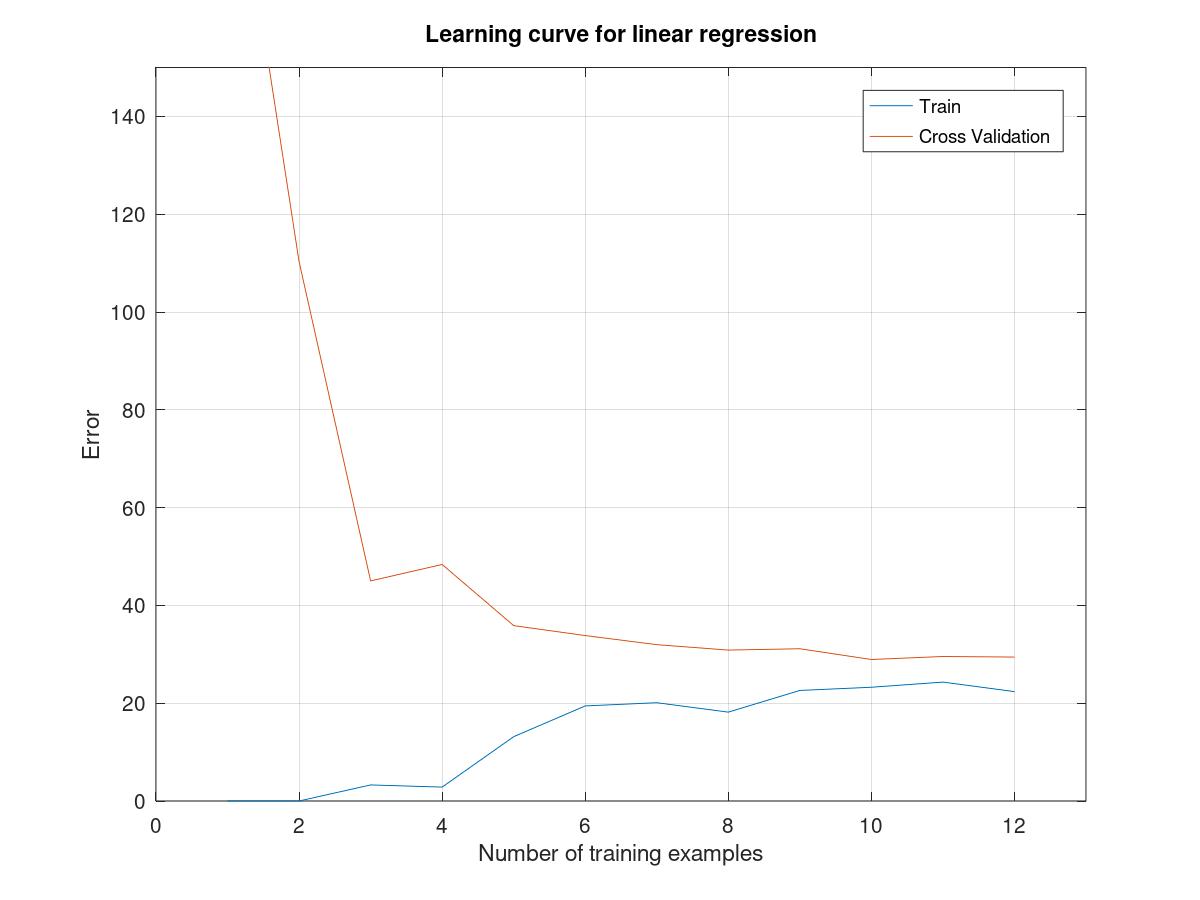 Learning curve for linear regression
Train
Cross Validation
140
120
100
80
60
40
20
0
Error
0 2 4 6 8 10 12
Number of training examples